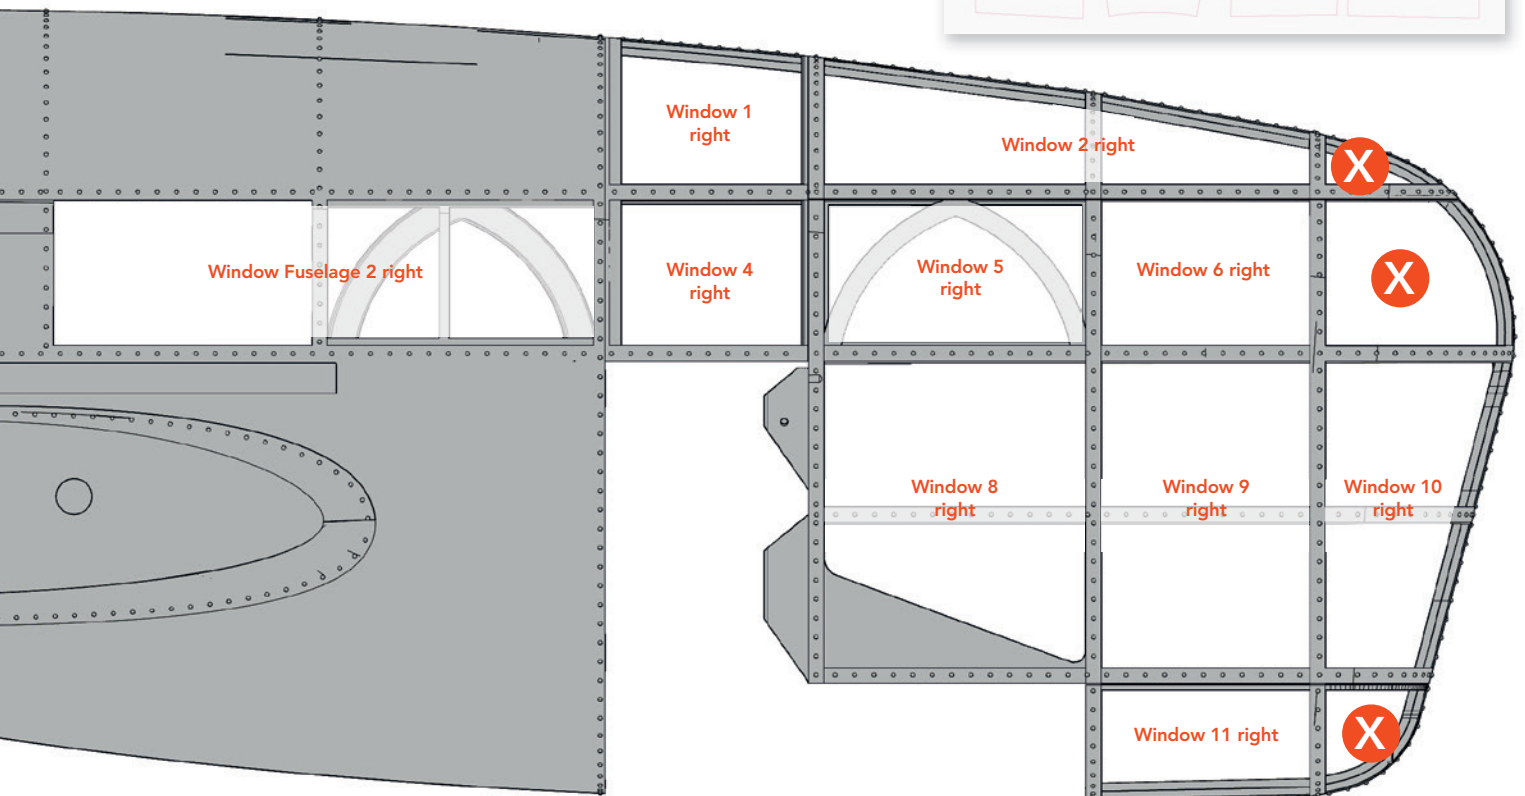 Window 1
right
Window 2 right
X
Window Fuselage 2 right
Window 4
right
Window 5
right
Window 6 right
X
Window 8
right
Window 9
right
Window 10
right
Window 11 right
X